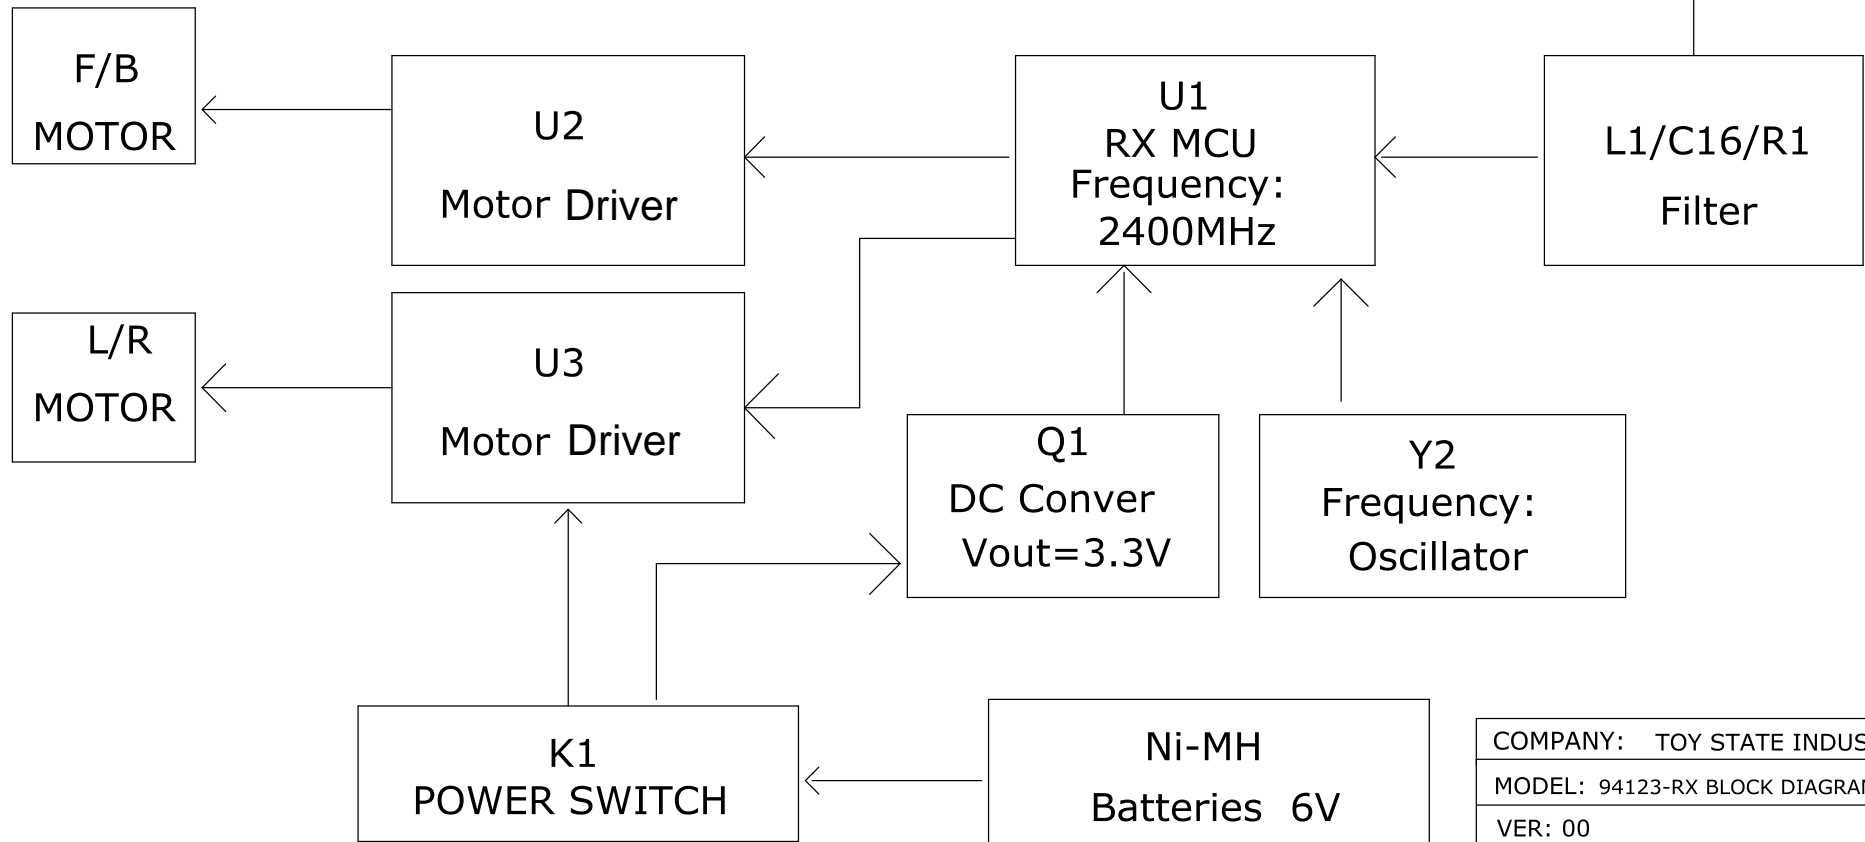 F/B
MOTOR
U2
Motor Driver
U1
RX MCU
Frequency:
2400MHz
L1/C16/R1
Filter
L/R
MOTOR
U3
Motor Driver
Q1
DC Conver
Vout=3.3V
Y2
Frequency:
Oscillator
K1
POWER SWITCH
Ni-MH
Batteries 6V
COMPANY: TOY STATE INDUS
MODEL: 94123-RX BLOCK DIAGRAM
VER: 00